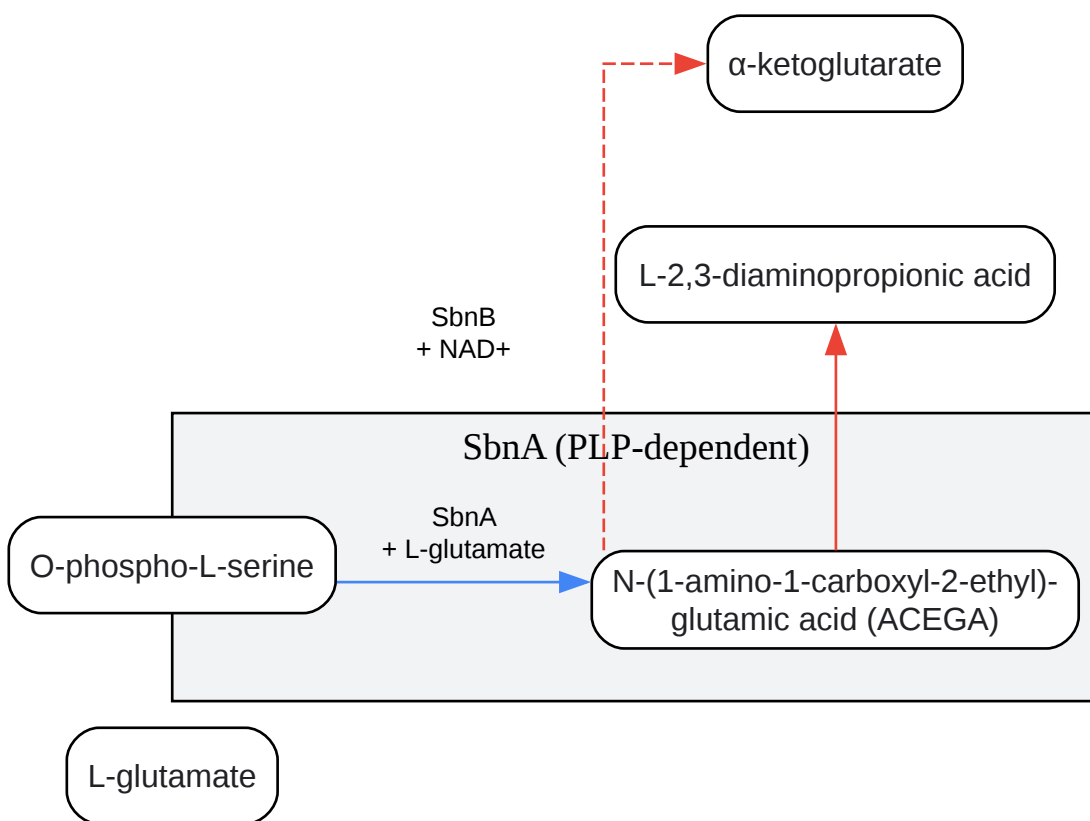 α-ketoglutarate
L-2,3-diaminopropionic acid
SbnB
+ NAD+
SbnA (PLP-dependent)
SbnA
+ L-glutamate
O-phospho-L-serine
N-(1-amino-1-carboxyl-2-ethyl)-
glutamic acid (ACEGA)
L-glutamate